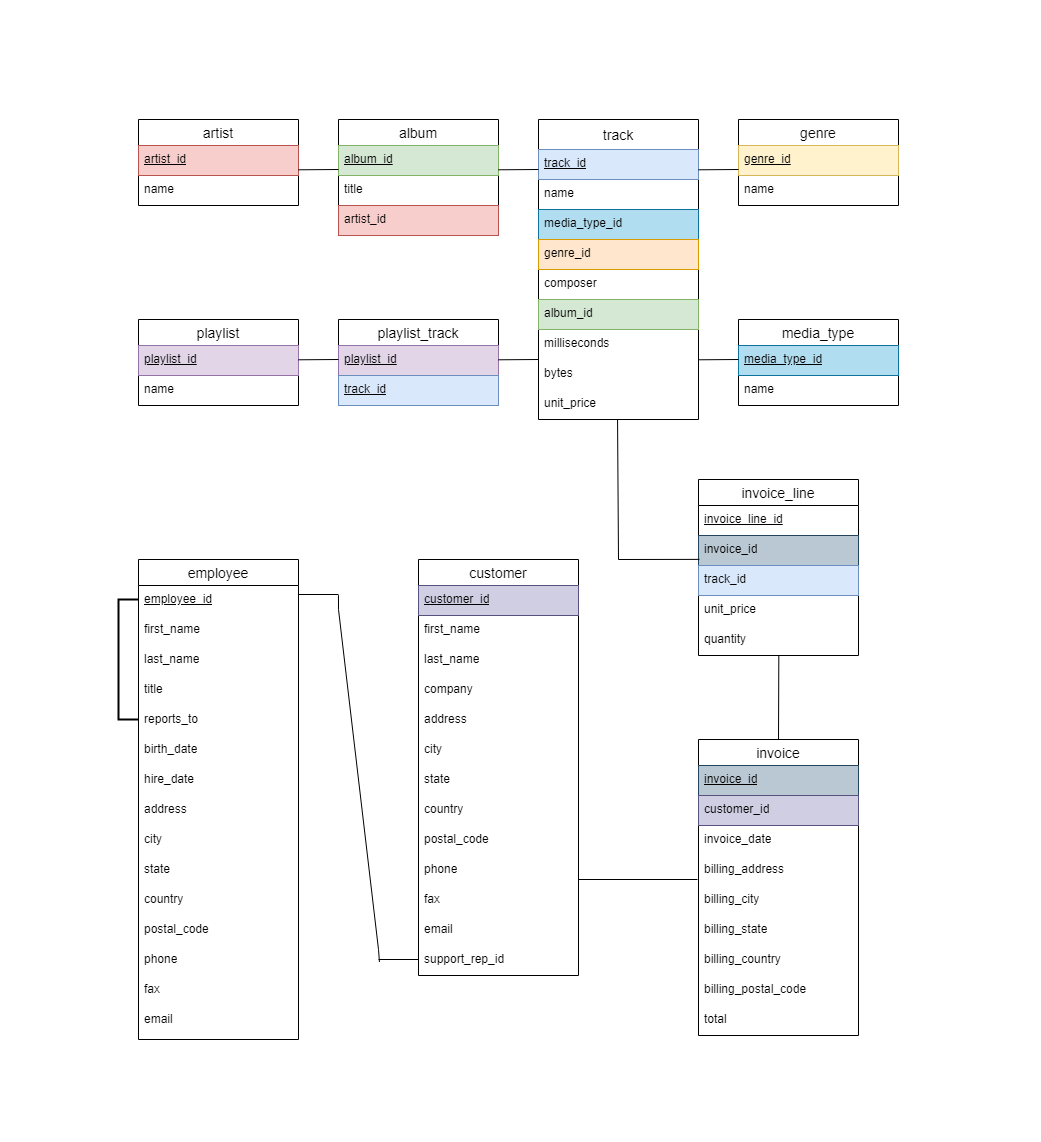 artist
artist_id
name
album
album_id
title
artist_id
track
track_id
name
media_type_id
genre_id
composer
album_id
milliseconds
bytes
unit_price
genre
genre_id
name
playlist
playlist_id
name
playlist_track
playlist_id
track_id
media_type
media_type_id
name
invoice_line
invoice_line_id
invoice_id
track_id
unit_price
quantity
employee
employee_id
first_name
last_name
title
reports_to
birth_date
hire_date
address
city
state
country
postal_code
phone
fax
email
customer
customer_id
first_name
last_name
company
address
city
state
country
postal_code
phone
fax
email
support_rep_id
invoice
invoice_id
customer_id
invoice_date
billing_address
billing_city
billing_state
billing_country
billing_postal_code
total